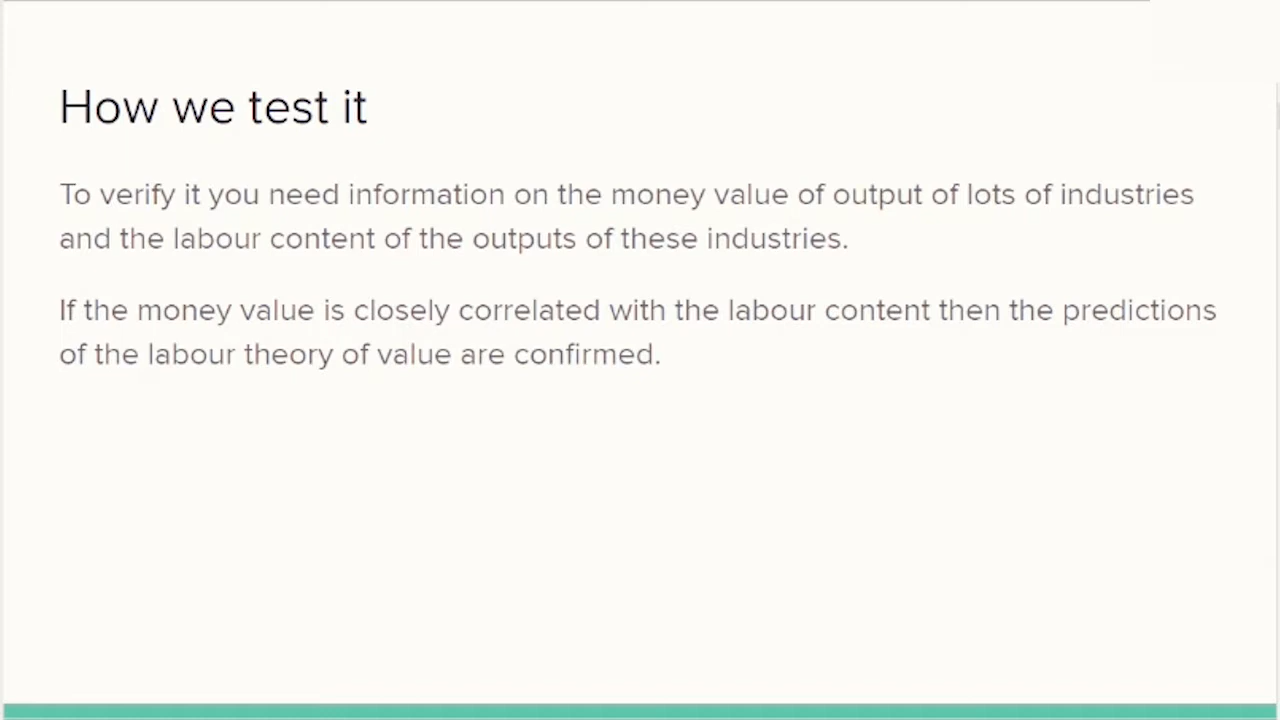 How we test it
To verify it you need information on the money value of output of lots of industries
and the labour content of the outputs of these industries.
If the money value is closely correlated with the labour content then the predictions
of the labour theory of value are confirmed.